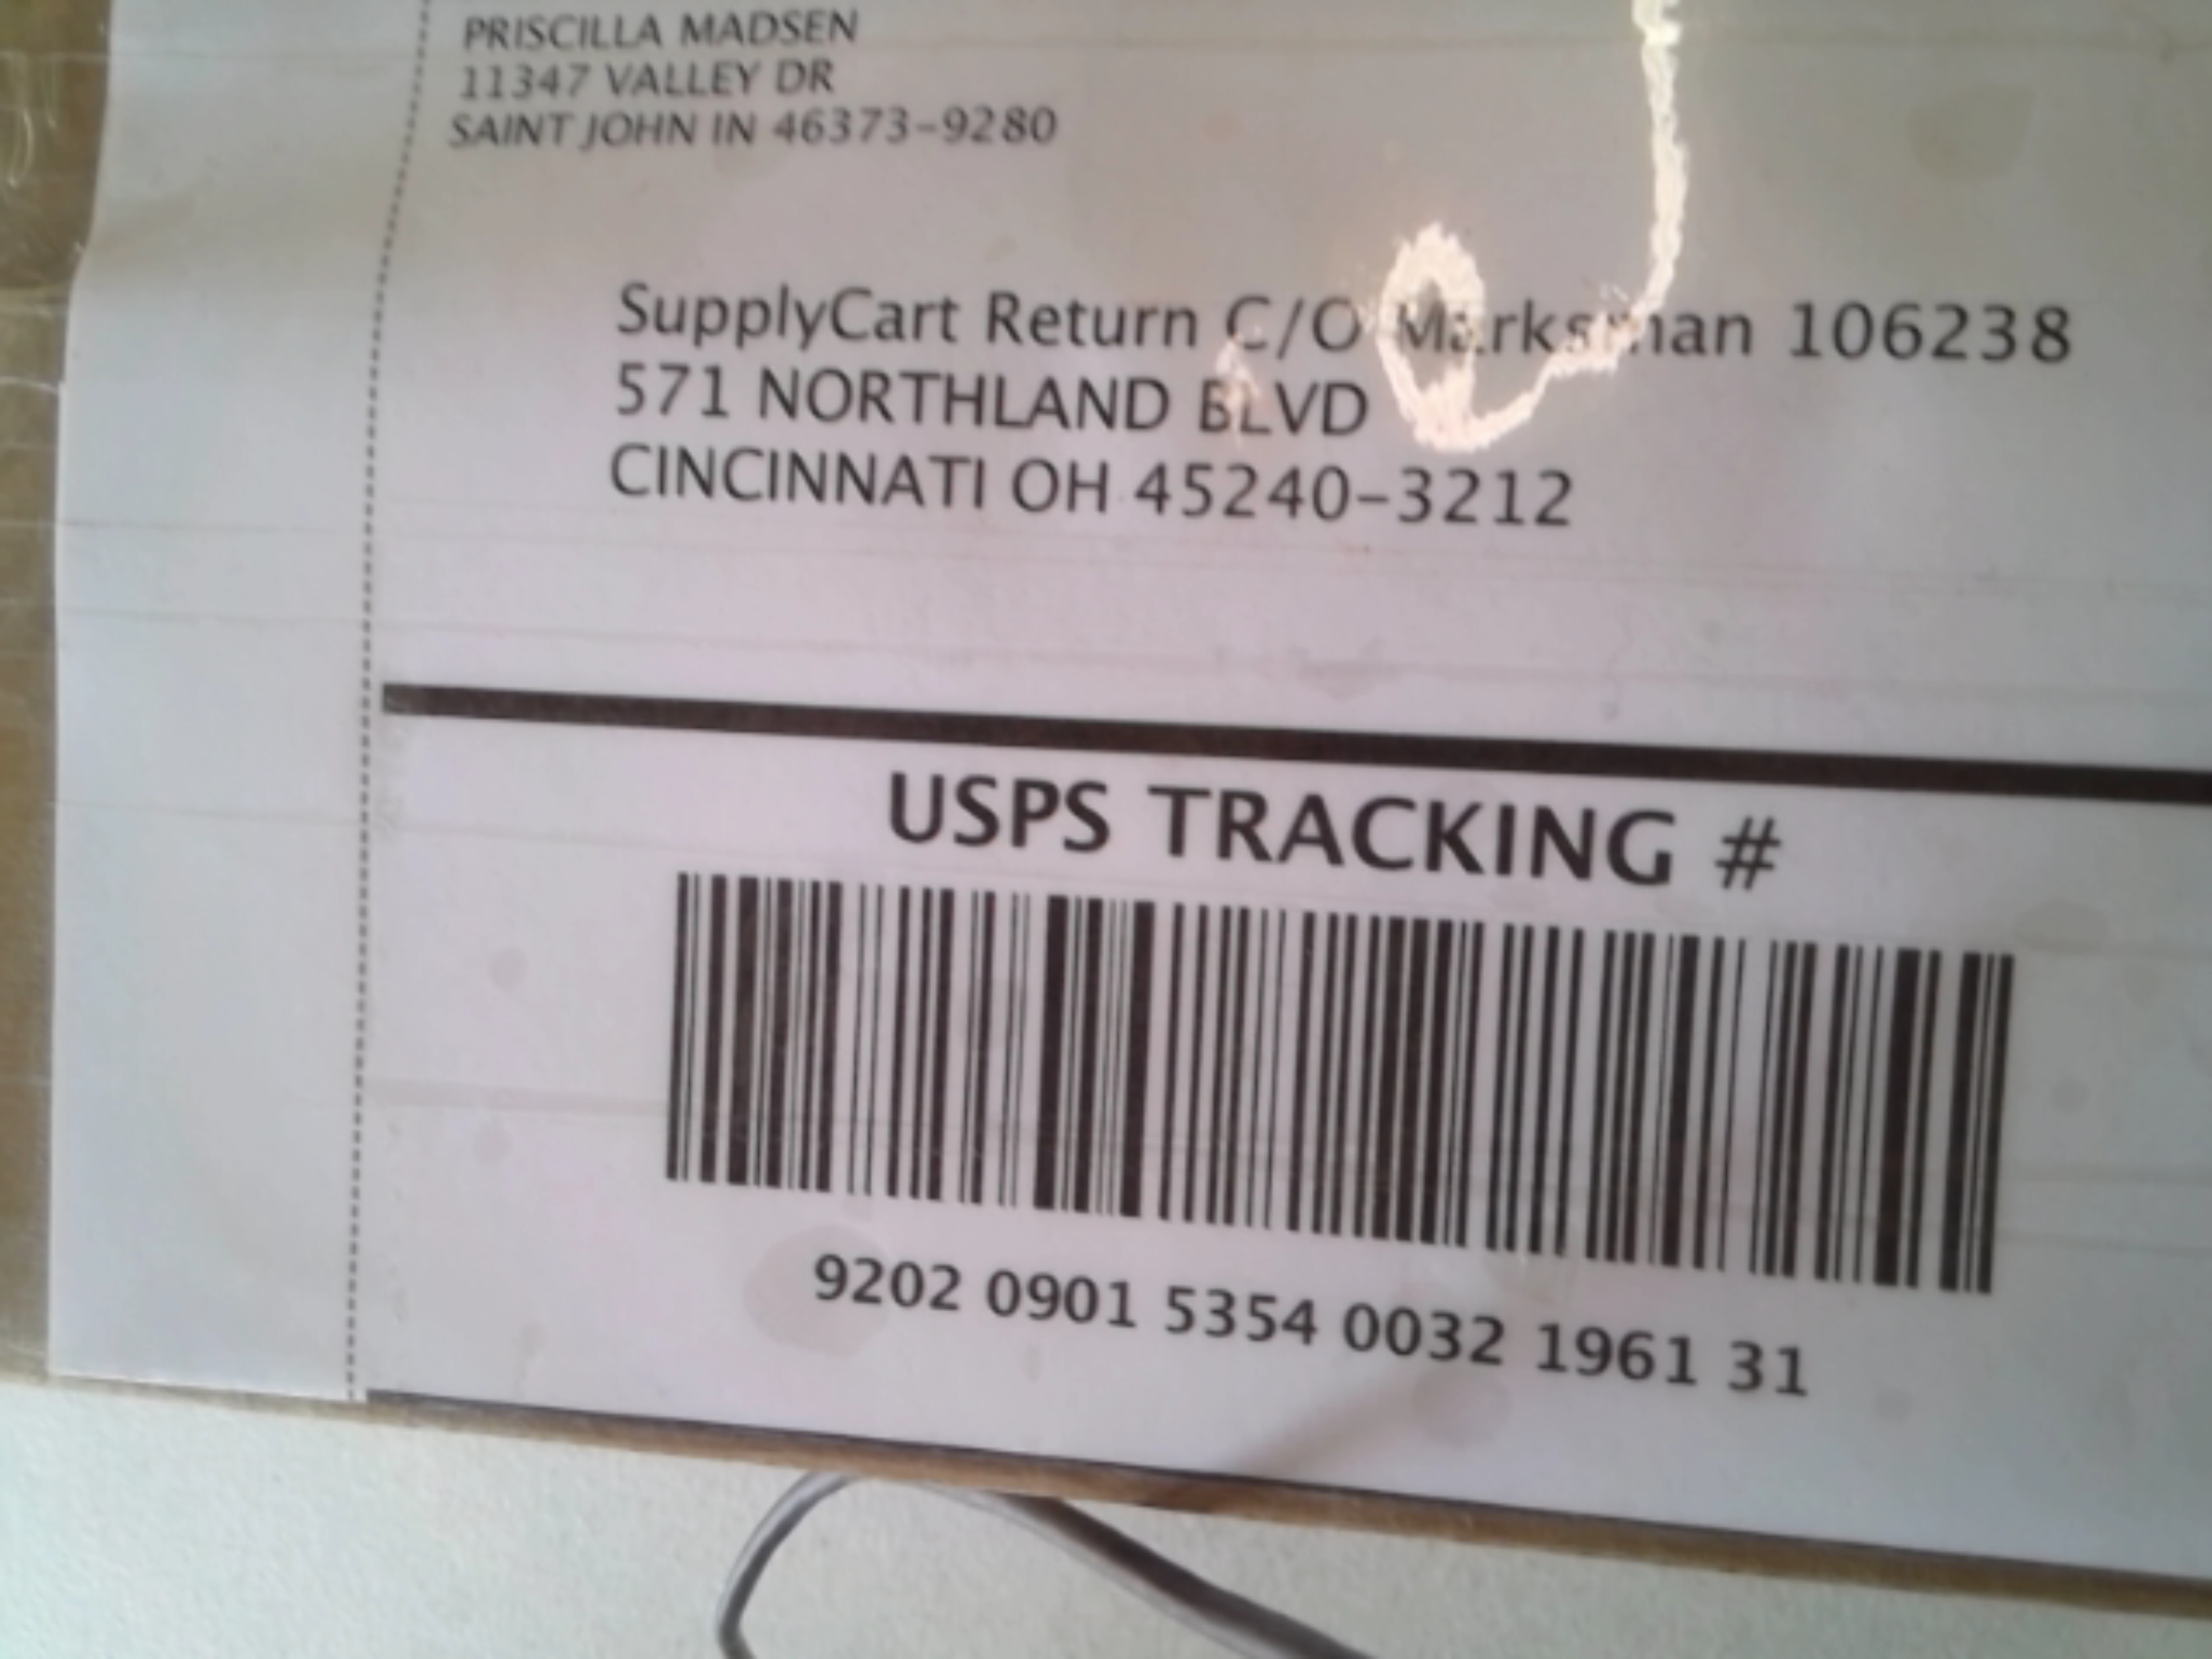 PRISCILLA MADSEN
11347 VALLEY DR
SAINT JOHN IN 46373-9280
SupplyCart Return C/O Marksman 106238
571 NORTHLAND BLVD
CINCINNATI OH 45240-3212
USPS TRACKING #
9202 0901 5354 0032 1961 31